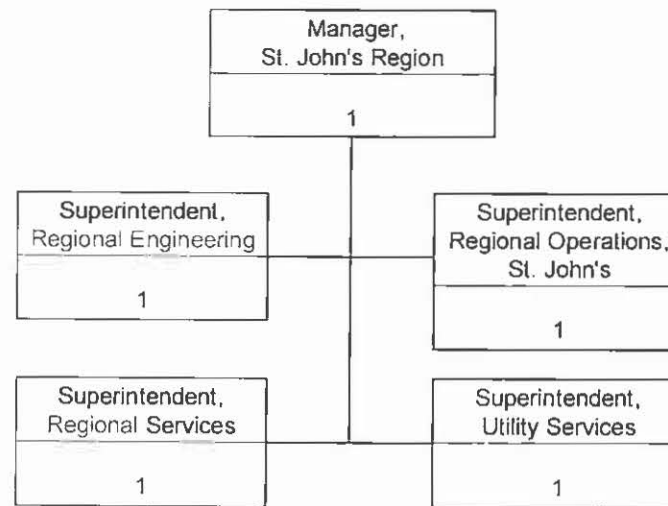 Manager,
St. John's Region
1
Superintendent,
Regional Engineering
1
Superintendent,
Regional Operations,
St. John's
1
Superintendent,
Regional Services
1
Superintendent,
Utility Services
1